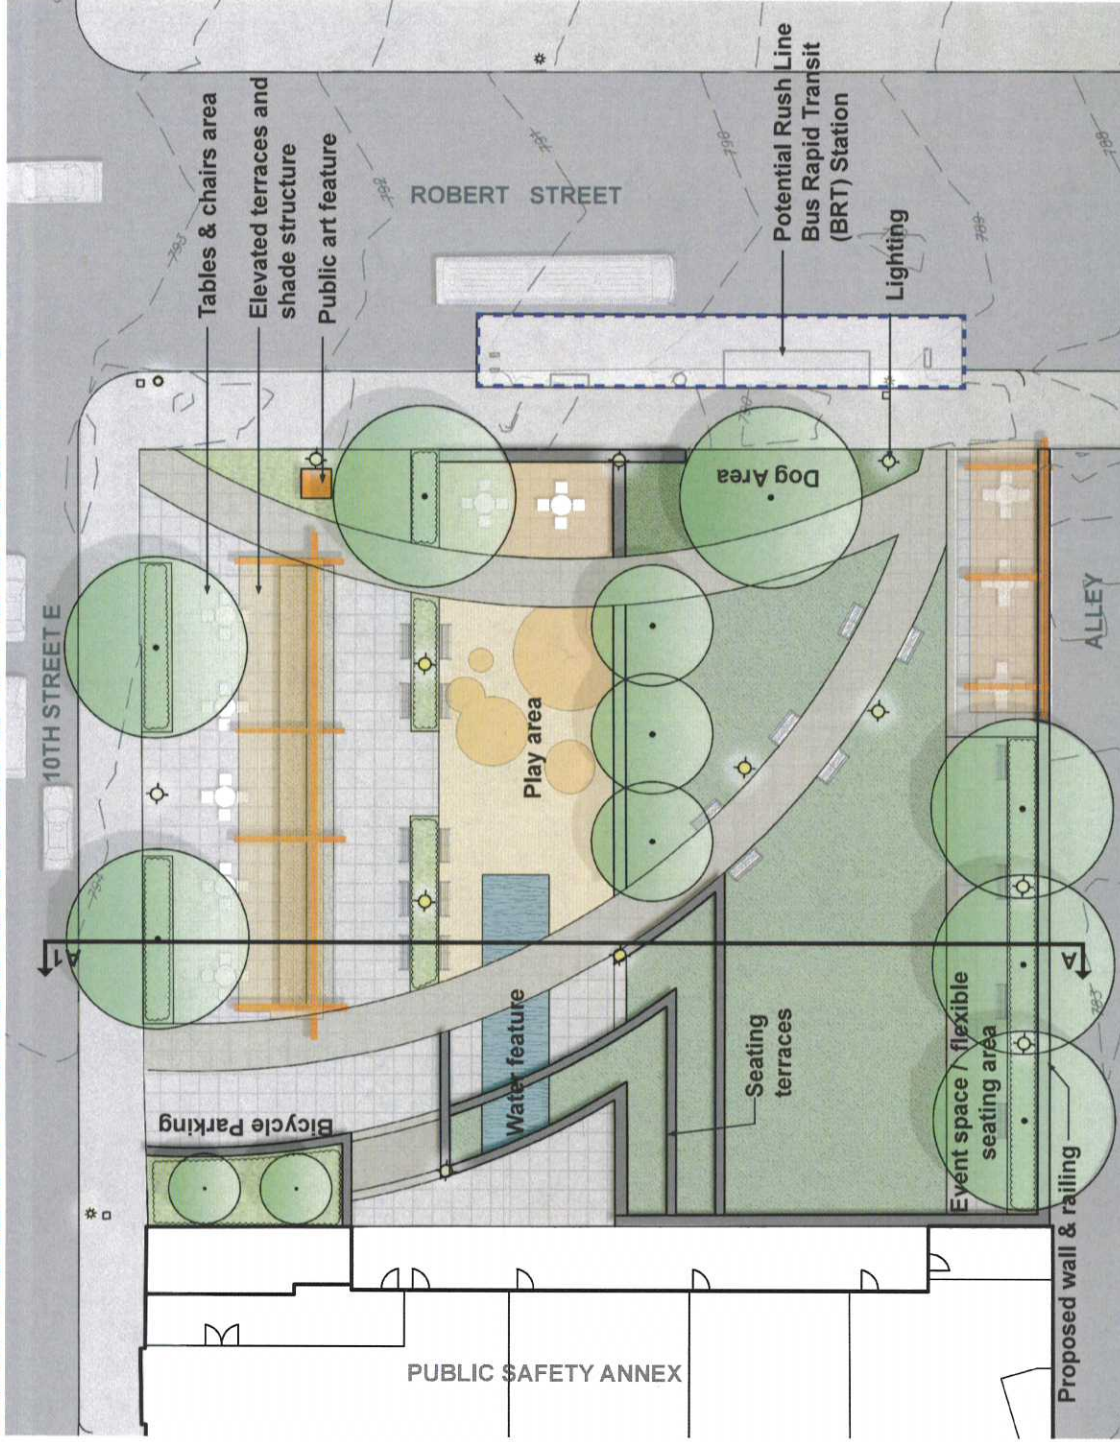 10TH STREET E
ROBERT STREET
Tables & chairs area
Elevated terraces and
shade structure
Public art feature
Potential Rush Line
Bus Rapid Transit
(BRT) Station
Lighting
Dog Area
Play area
Water feature
Bicycle Parking
Seating
terraces
Event space / flexible
seating area
Proposed wall & railing
ALLEY
PUBLIC SAFETY ANNEX
A1
A
793
792
791
790
789
788
794
785